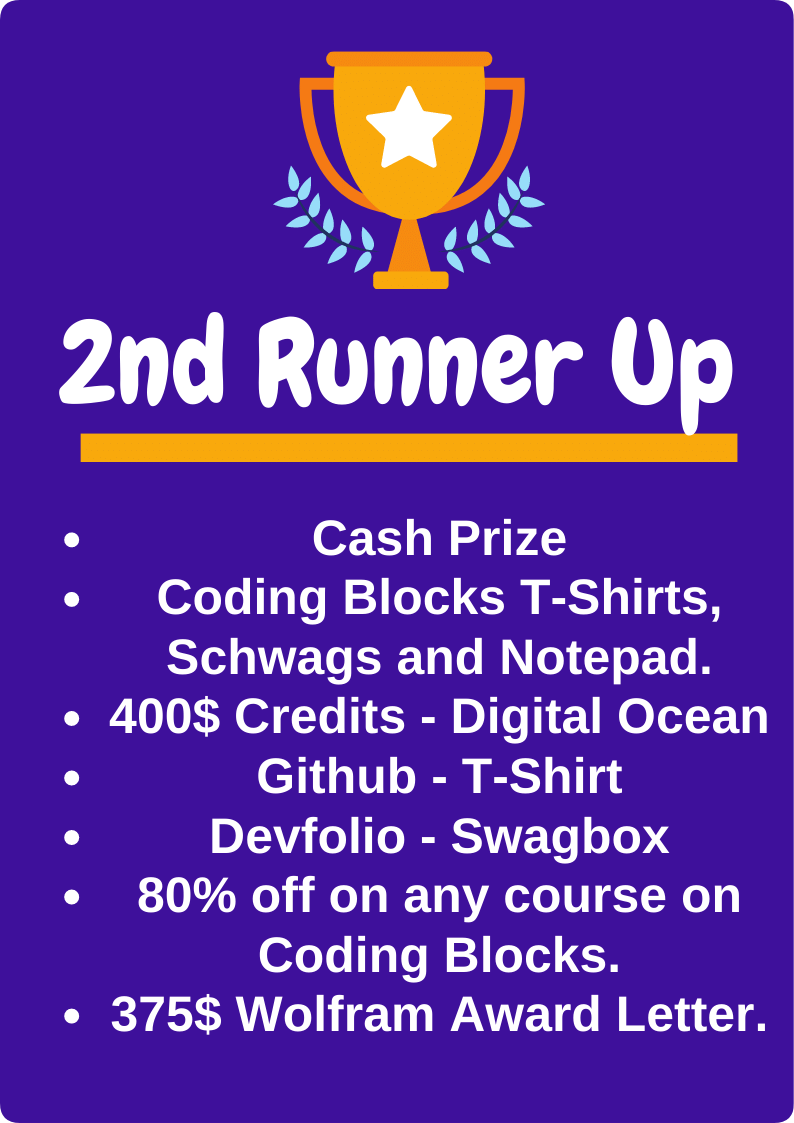 2nd Runner Up
• Cash Prize
• Coding Blocks T-Shirts,
Schwags and Notepad.
• 400$ Credits - Digital Ocean
• Github - T-Shirt
• Devfolio - Swagbox
• 80% off on any course on
Coding Blocks.
• 375$ Wolfram Award Letter.